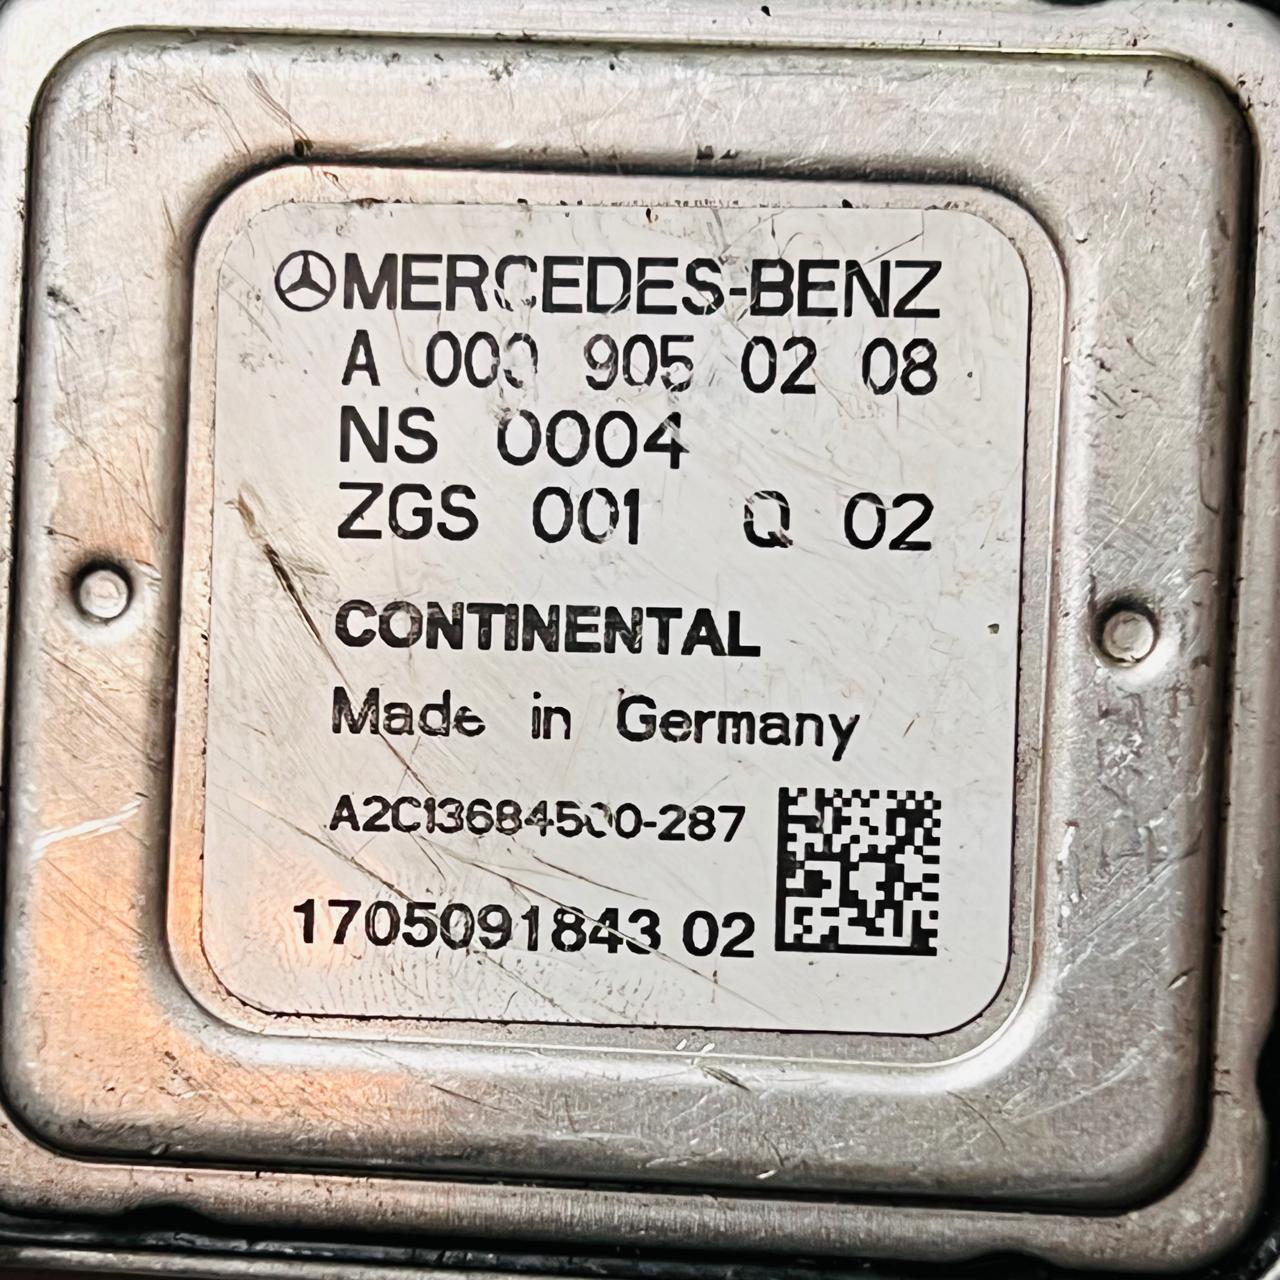 MERCEDES-BENZ
A 000 905 02 08
NS 0004
ZGS 001 Q 02
CONTINENTAL
Made in Germany
A2C13684500-287
1705091843 02